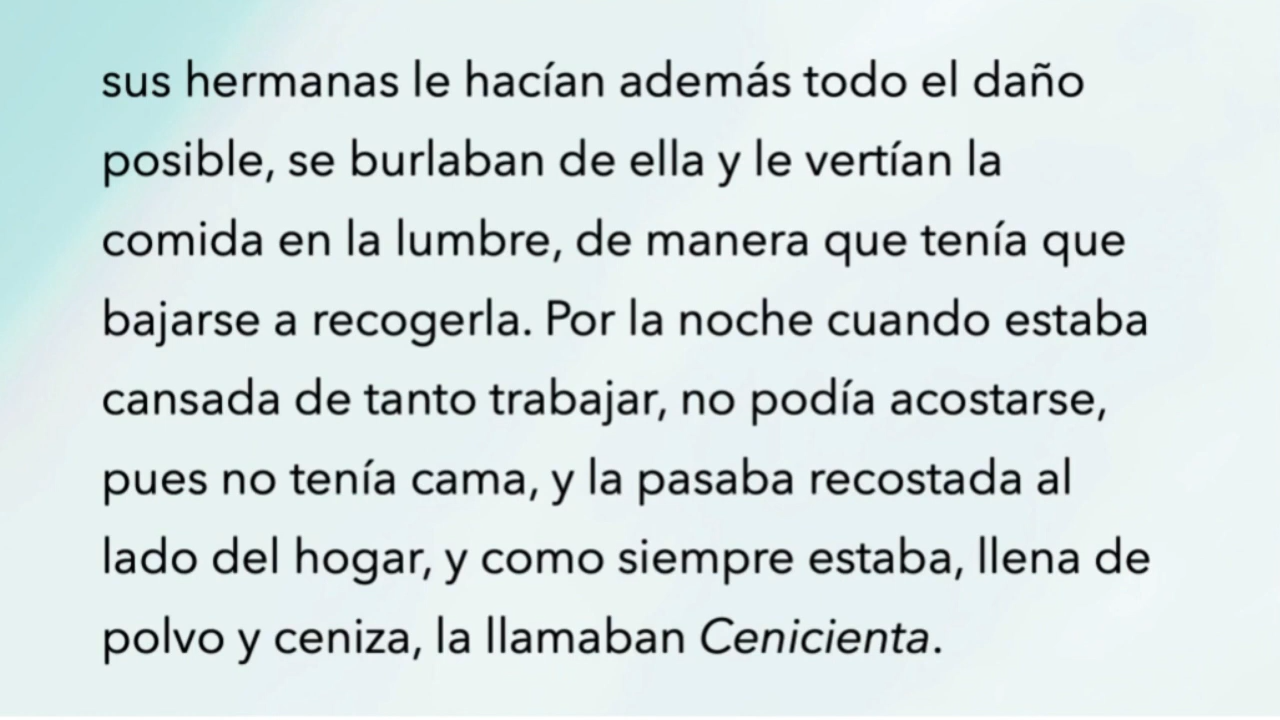 sus hermanas le hacían además todo el daño
posible, se burlaban de ella y le vertían la
comida en la lumbre, de manera que tenía que
bajarse a recogerla. Por la noche cuando estaba
cansada de tanto trabajar, no podía acostarse,
pues no tenía cama, y la pasaba recostada al
lado del hogar, y como siempre estaba, llena de
polvo y ceniza, la llamaban Cenicienta.